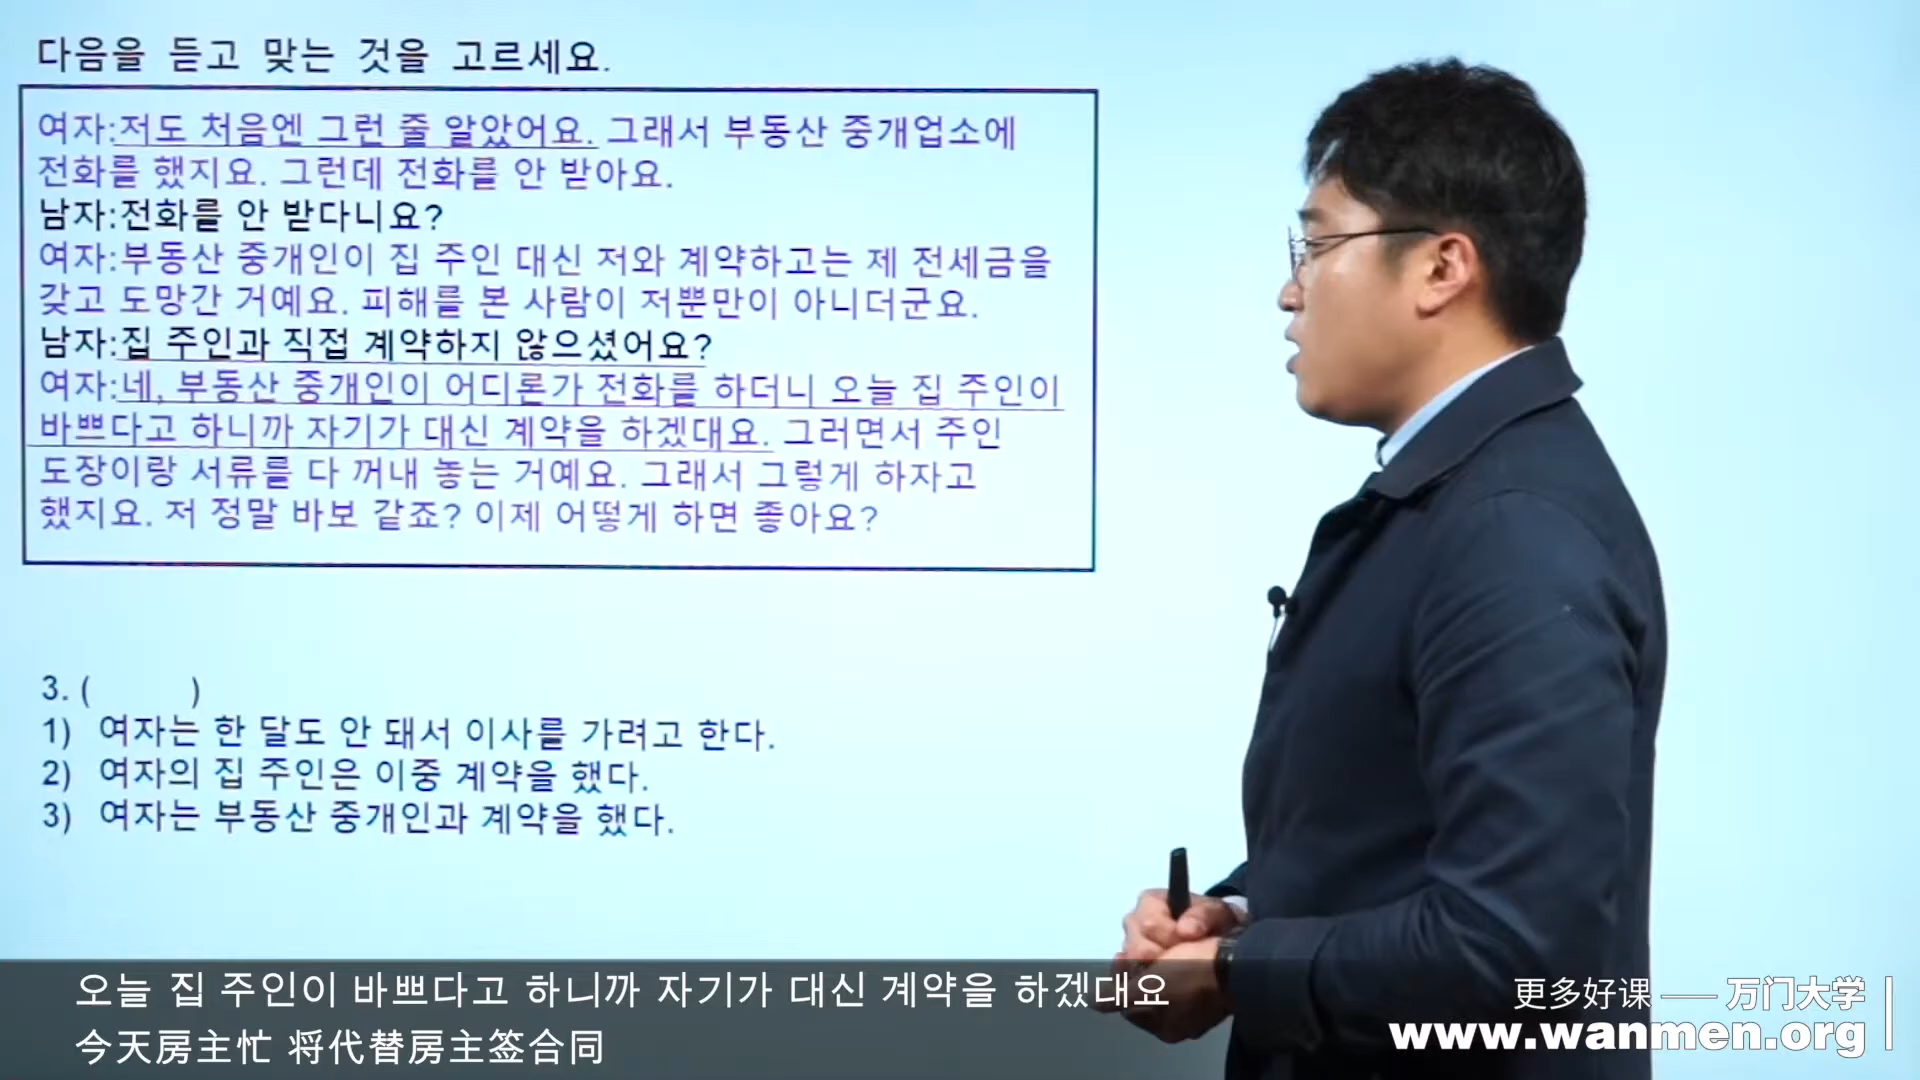 다음을 듣고 맞는 것을 고르세요.
여자:저도 처음엔 그런 줄 알았어요. 그래서 부동산 중개업소에
전화를 했지요. 그런데 전화를 안 받아요.
남자:전화를 안 받다니요?
여자:부동산 중개인이 집 주인 대신 저와 계약하고는 제 전세금을
갖고 도망간 거예요. 피해를 본 사람이 저뿐만이 아니더군요.
남자:집 주인과 직접 계약하지 않으셨어요?
여자:네, 부동산 중개인이 어디론가 전화를 하더니 오늘 집 주인이
바쁘다고 하니까 자기가 대신 계약을 하겠대요. 그러면서 주인
도장이랑 서류를 다 꺼내 놓는 거예요. 그래서 그렇게 하자고
했지요. 저 정말 바보 같죠? 이제 어떻게 하면 좋아요?
3. ( )
1) 여자는 한 달도 안 돼서 이사를 가려고 한다.
2) 여자의 집 주인은 이중 계약을 했다.
3) 여자는 부동산 중개인과 계약을 했다.
오늘 집 주인이 바쁘다고 하니까 자기가 대신 계약을 하겠대요
今天房主忙 将代替房主签合同
更多好课 —— 万门大学
www.wanmen.org